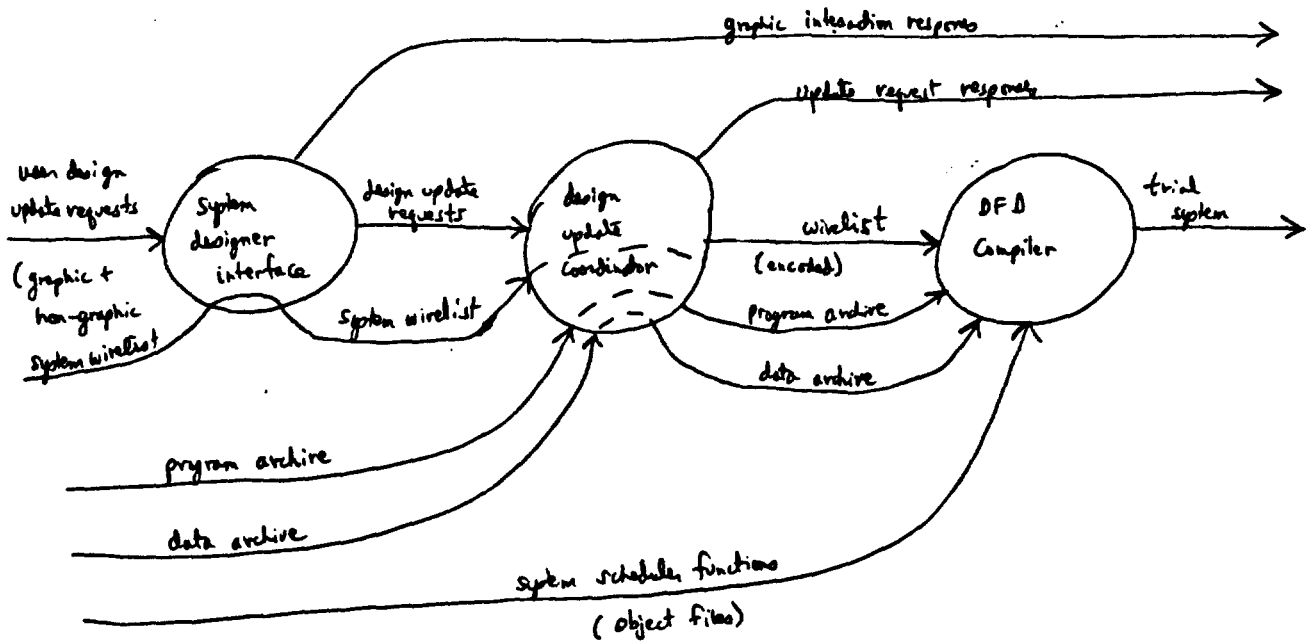 graphic interaction response
update request response
user design
update requests
(graphic +
non-graphic
system wirelist
System
designer
interface
design update
requests
system wirelist
design
update
coordinator
wirelist
(encoded)
program archive
data archive
DFD
Compiler
trial
system
program archive
data archive
system scheduler functions
(object files)